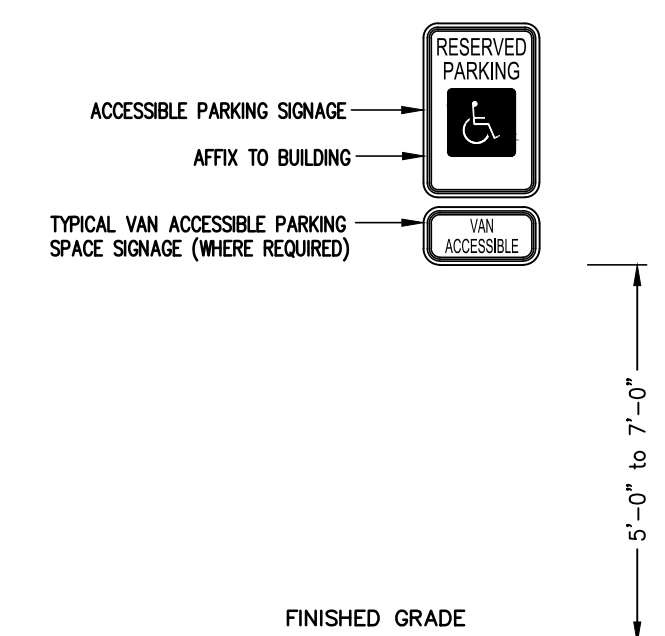 RESERVED
PARKING
ACCESSIBLE PARKING SIGNAGE
AFFIX TO BUILDING
TYPICAL VAN ACCESSIBLE PARKING
SPACE SIGNAGE (WHERE REQUIRED)
VAN
ACCESSIBLE
5'-0" to 7'-0"
FINISHED GRADE